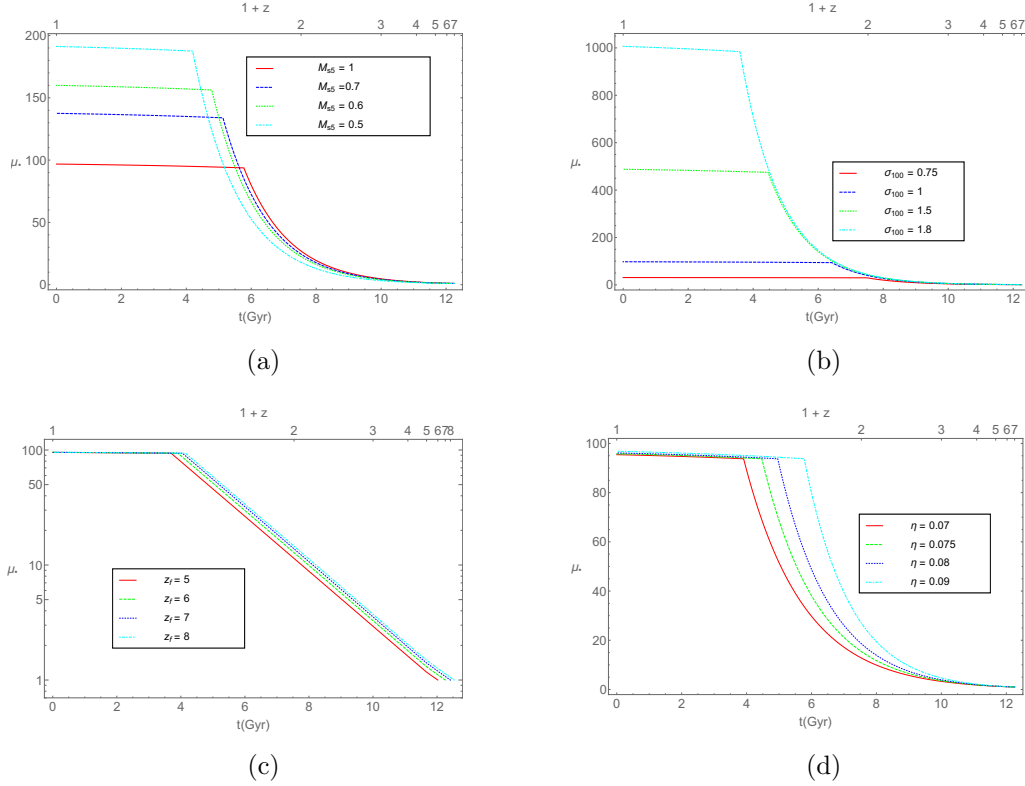 1 + z
1 2 3 4 5 67
200
150
100
50
0
μ•
M_s5 = 1
M_s5 =0.7
M_s5 = 0.6
M_s5 = 0.5
0 2 4 6 8 10 12
t(Gyr)
(a)
1 + z
1 2 3 4 5 67
1000
800
600
400
200
0
μ•
σ_100 = 0.75
σ_100 = 1
σ_100 = 1.5
σ_100 = 1.8
0 2 4 6 8 10 12
t(Gyr)
(b)
1 + z
1 2 3 4 5 678
100
50
10
5
1
μ•
z_f = 5
z_f = 6
z_f = 7
z_f = 8
0 2 4 6 8 10 12
t(Gyr)
(c)
1 + z
1 2 3 4 5 67
100
80
60
40
20
0
μ•
η = 0.07
η = 0.075
η = 0.08
η = 0.09
0 2 4 6 8 10 12
t(Gyr)
(d)